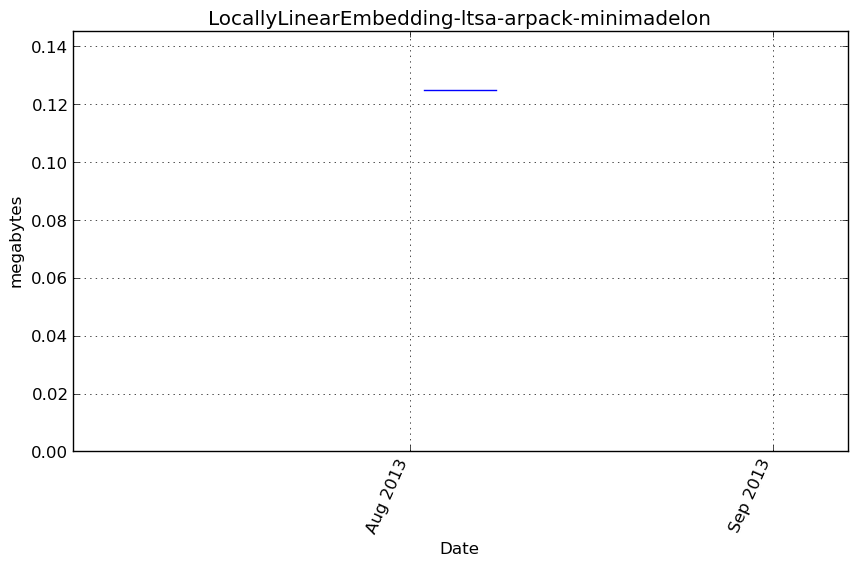 LocallyLinearEmbedding-ltsa-arpack-minimadelon
0.14
0.12
0.10
0.08
0.06
0.04
0.02
0.00
megabytes
Aug 2013
Sep 2013
Date